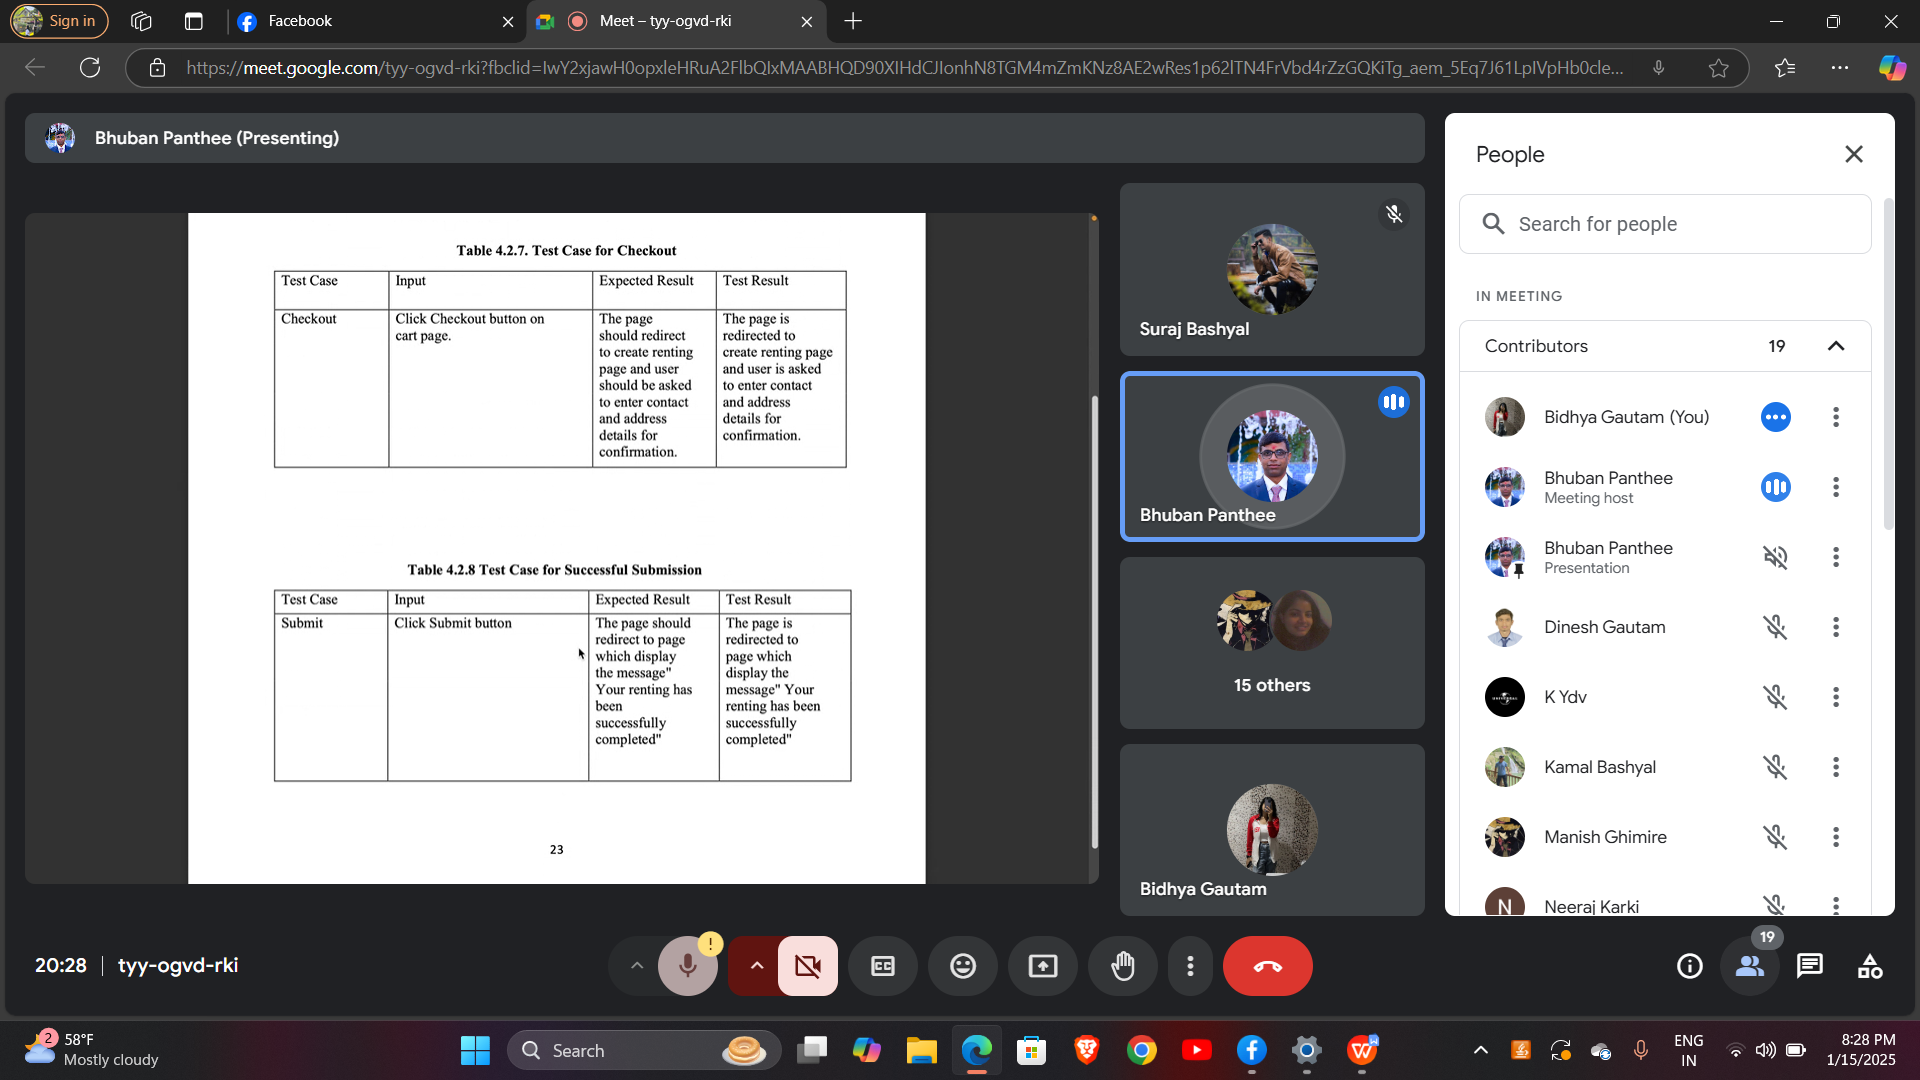 Sign in
Facebook
Meet – tyy-ogvd-rki
https://meet.google.com/tyy-ogvd-rki?fbclid=IwY2xjawH0opxleHRuA2FlbQIxMAABHQD90XIHdCJIonhN8TGM4mZmKNz8AE2wRes1p62lTN4FrVbd4rZzGQKiTg_aem_5Eq7J61LpIVpHb0cle...
Bhuban Panthee (Presenting)
Table 4.2.7. Test Case for Checkout
Test Case
Input
Expected Result
Test Result
Checkout
Click Checkout button on
cart page.
The page
should redirect
to create renting
page and user
should be asked
to enter contact
and address
details for
confirmation.
The page is
redirected to
create renting page
and user is asked
to enter contact
and address
details for
confirmation.
Table 4.2.8 Test Case for Successful Submission
Test Case
Input
Expected Result
Test Result
Submit
Click Submit button
The page should
redirect to page
which display
the message"
Your renting has
been
successfully
completed"
The page is
redirected to
page which
display the
message" Your
renting has been
successfully
completed"
23
Suraj Bashyal
Bhuban Panthee
15 others
Bidhya Gautam
People
Search for people
IN MEETING
Contributors
19
Bidhya Gautam (You)
Bhuban Panthee
Meeting host
Bhuban Panthee
Presentation
Dinesh Gautam
K Ydv
Kamal Bashyal
Manish Ghimire
N
Neeraj Karki
20:28
tyy-ogvd-rki
!
CC
19
2
58°F
Mostly cloudy
Search
ENG
IN
8:28 PM
1/15/2025